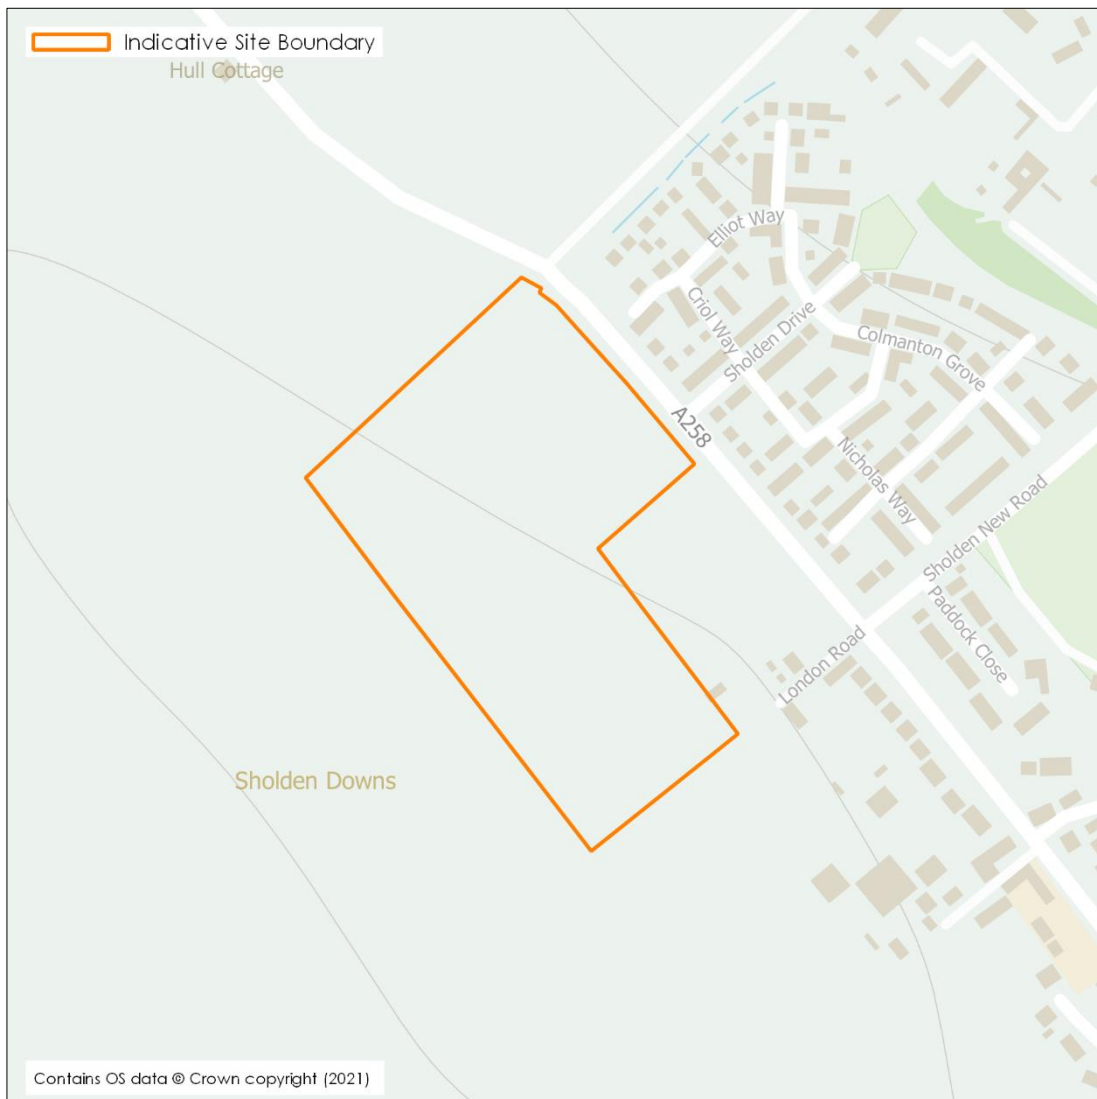 Indicative Site Boundary
Hull Cottage
Elliot Way
Criol Way
Sholden Drive
Colmanton Grove
A258
Nicholas Way
Sholden New Road
Paddock Close
London Road
Sholden Downs
Contains OS data © Crown copyright (2021)